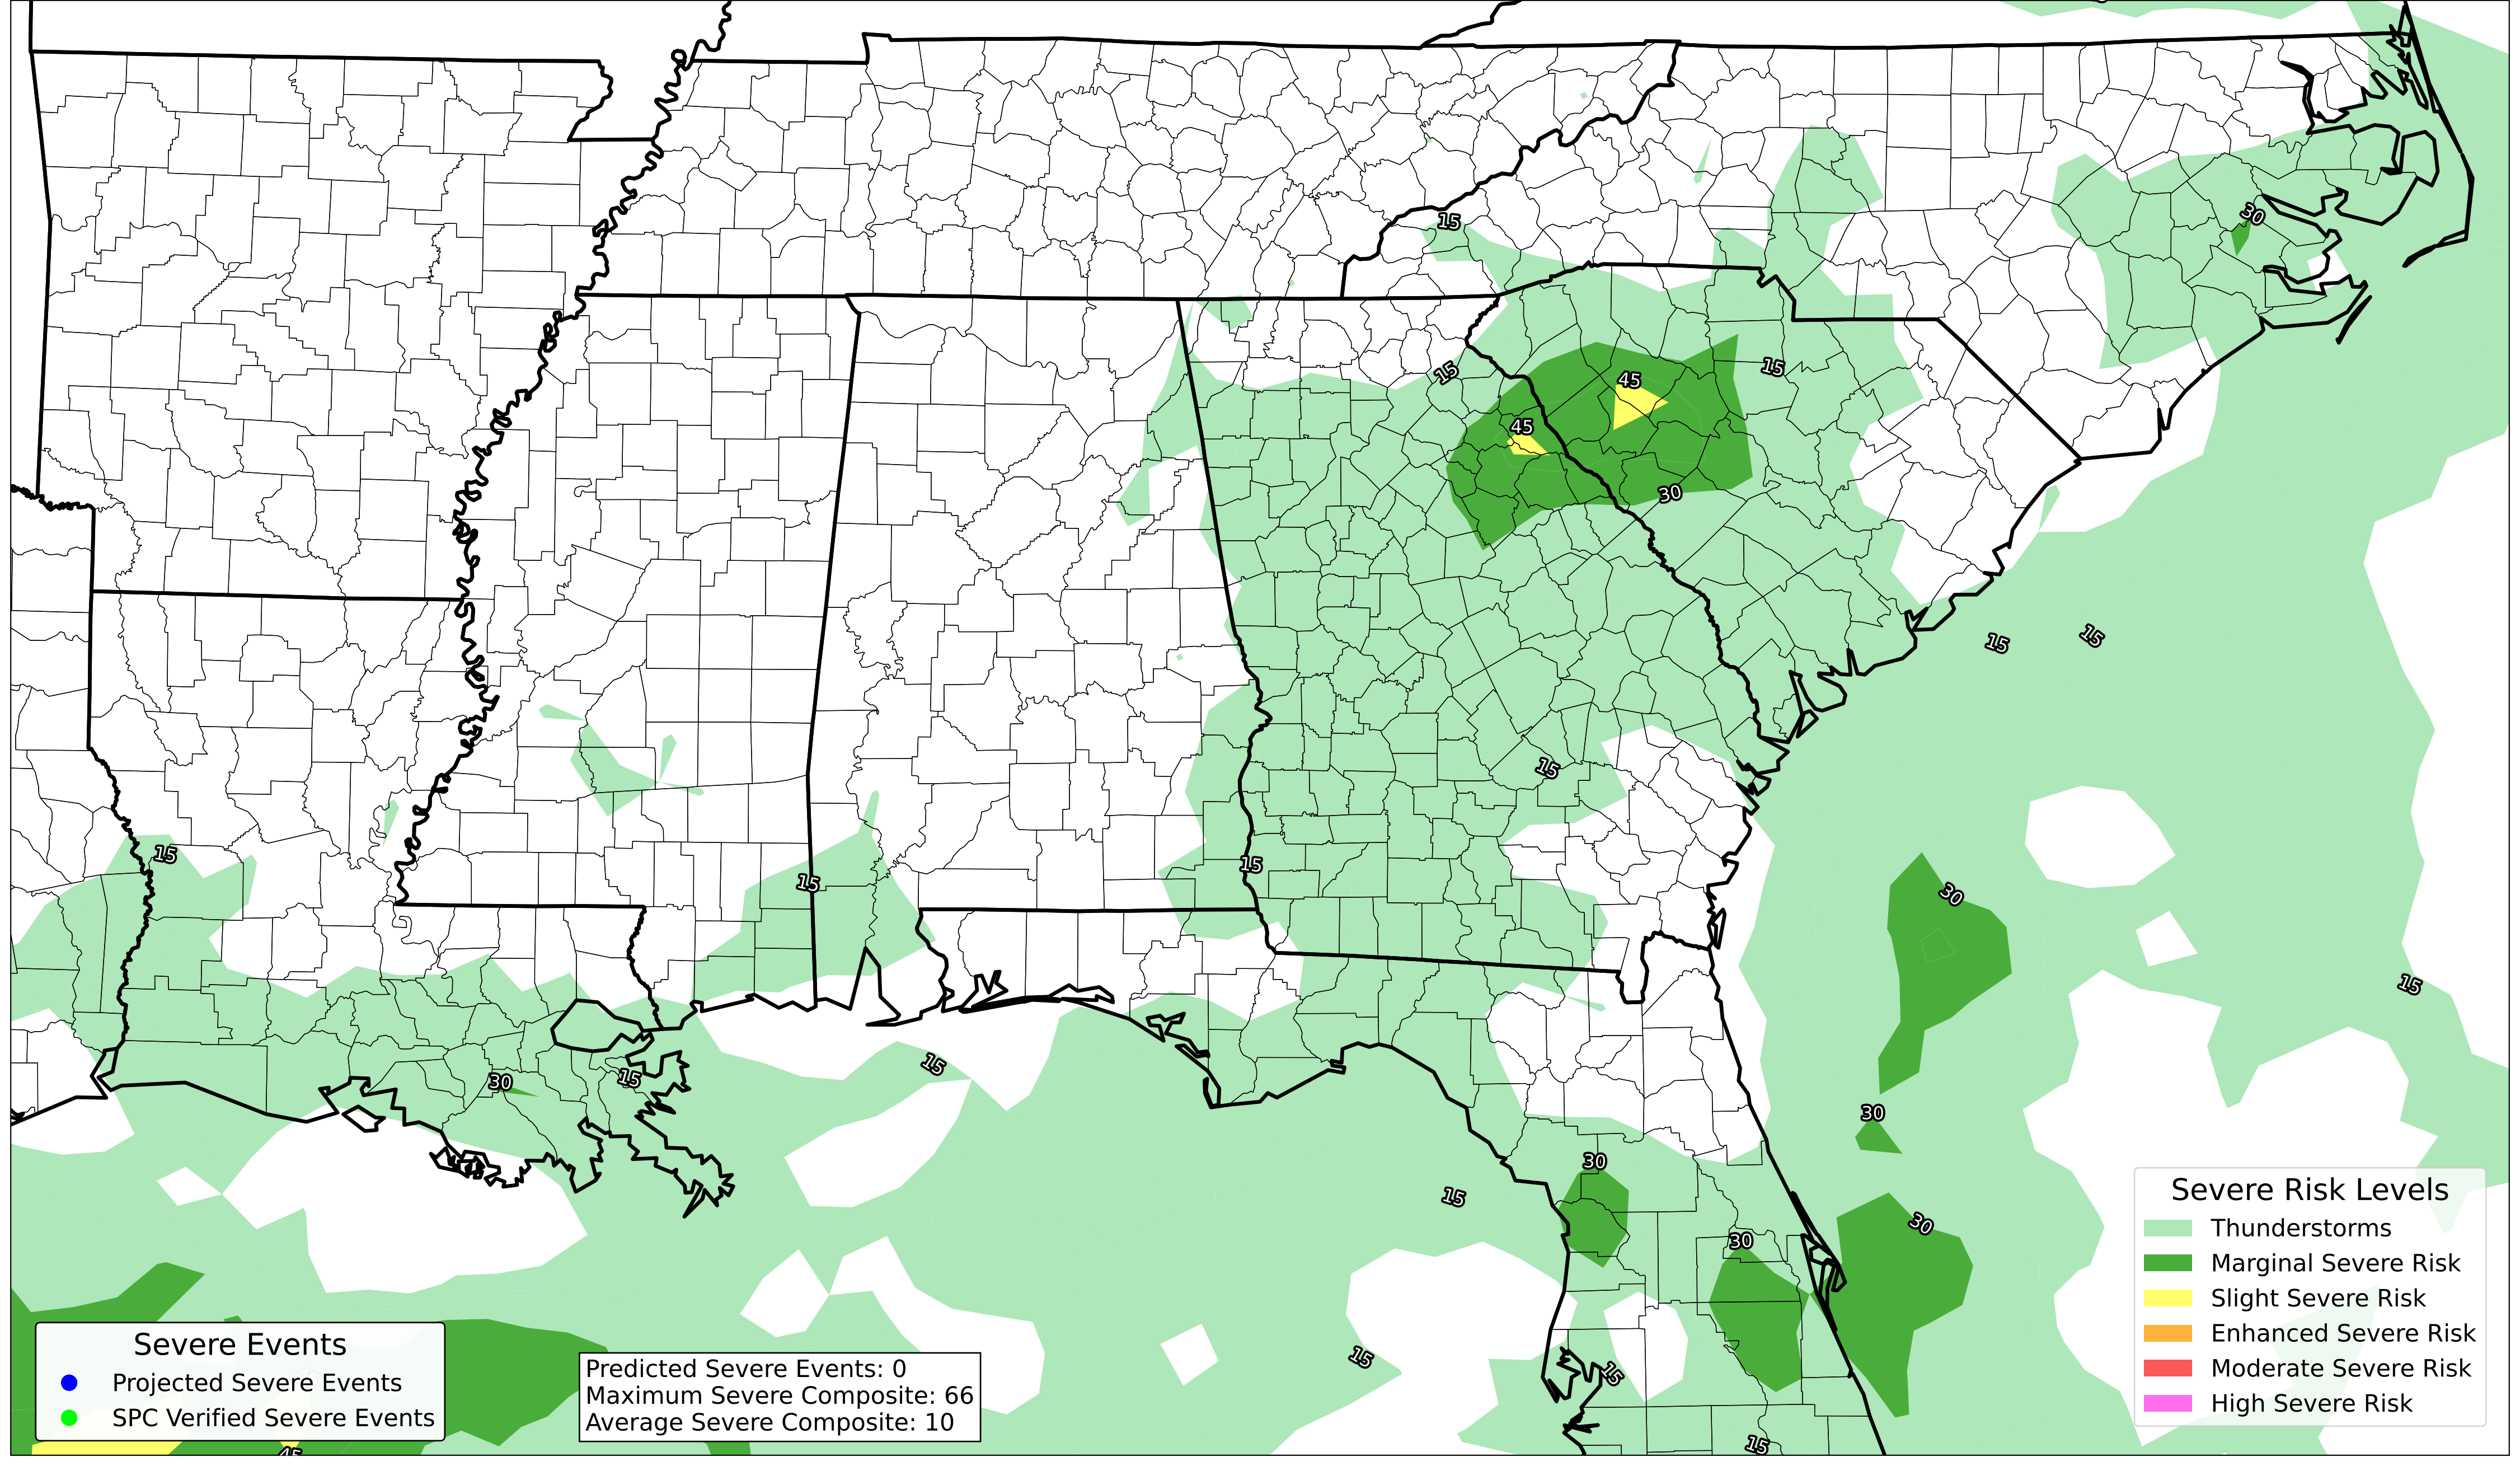 30
15
15
45
15
45
30
15
15
15
15
15
30
15
15
15
30
15
30
30
15
30
30
15
15
15
45
Severe Events
Projected Severe Events
SPC Verified Severe Events
Predicted Severe Events: 0
Maximum Severe Composite: 66
Average Severe Composite: 10
Severe Risk Levels
Thunderstorms
Marginal Severe Risk
Slight Severe Risk
Enhanced Severe Risk
Moderate Severe Risk
High Severe Risk